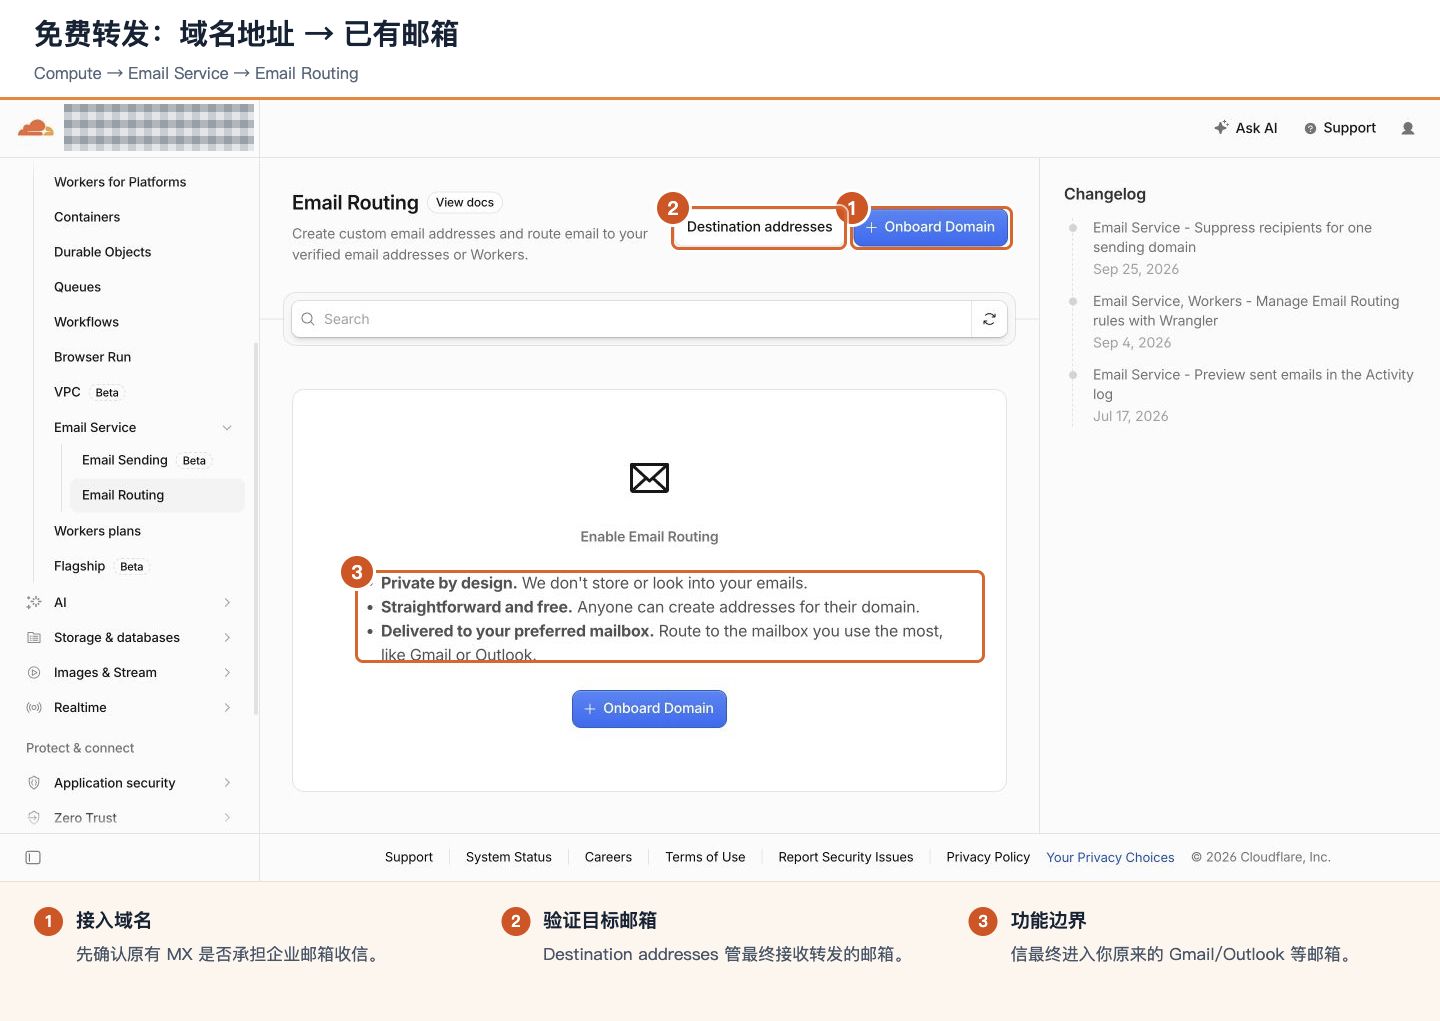 免费转发：域名地址 → 已有邮箱
Compute → Email Service → Email Routing
Ask AI
Support
Workers for Platforms
Containers
Durable Objects
Queues
Workflows
Browser Run
VPC Beta
Email Service
Email Sending Beta
Email Routing
Workers plans
Flagship Beta
AI
Storage & databases
Images & Stream
Realtime
Protect & connect
Application security
Zero Trust
Email Routing View docs
Create custom email addresses and route email to your
verified email addresses or Workers.
2
Destination addresses
1
+ Onboard Domain
Search
Enable Email Routing
3
Private by design. We don't store or look into your emails.
• Straightforward and free. Anyone can create addresses for their domain.
• Delivered to your preferred mailbox. Route to the mailbox you use the most,
like Gmail or Outlook.
+ Onboard Domain
Changelog
Email Service - Suppress recipients for one
sending domain
Sep 25, 2026
Email Service, Workers - Manage Email Routing
rules with Wrangler
Sep 4, 2026
Email Service - Preview sent emails in the Activity
log
Jul 17, 2026
Support
System Status
Careers
Terms of Use
Report Security Issues
Privacy Policy
Your Privacy Choices
© 2026 Cloudflare, Inc.
1 接入域名
先确认原有 MX 是否承担企业邮箱收信。
2 验证目标邮箱
Destination addresses 管最终接收转发的邮箱。
3 功能边界
信最终进入你原来的 Gmail/Outlook 等邮箱。